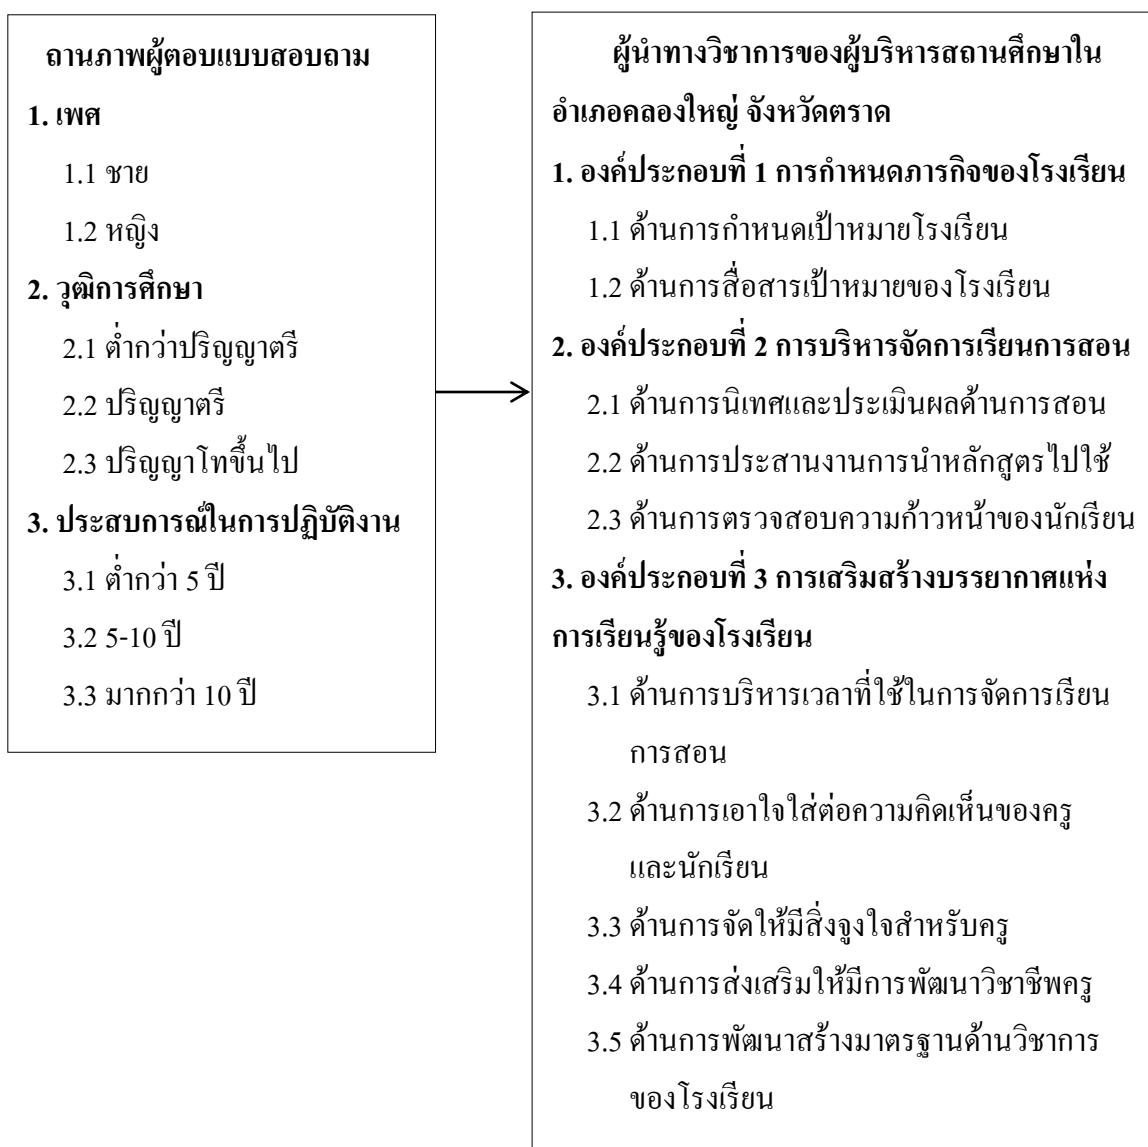 ถานภาพผู้ตอบแบบสอบถาม
1. เพศ
1.1 ชาย
1.2 หญิง
2. วุฒิการศึกษา
2.1 ต่ำกว่าปริญญาตรี
2.2 ปริญญาตรี
2.3 ปริญญาโทขึ้นไป
3. ประสบการณ์ในการปฏิบัติงาน
3.1 ต่ำกว่า 5 ปี
3.2 5-10 ปี
3.3 มากกว่า 10 ปี
ผู้นำทางวิชาการของผู้บริหารสถานศึกษาใน
อำเภอคลองใหญ่ จังหวัดตราด
1. องค์ประกอบที่ 1 การกำหนดภารกิจของโรงเรียน
1.1 ด้านการกำหนดเป้าหมายโรงเรียน
1.2 ด้านการสื่อสารเป้าหมายของโรงเรียน
2. องค์ประกอบที่ 2 การบริหารจัดการเรียนการสอน
2.1 ด้านการนิเทศและประเมินผลด้านการสอน
2.2 ด้านการประสานงานการนำหลักสูตรไปใช้
2.3 ด้านการตรวจสอบความก้าวหน้าของนักเรียน
3. องค์ประกอบที่ 3 การเสริมสร้างบรรยากาศแห่ง
การเรียนรู้ของโรงเรียน
3.1 ด้านการบริหารเวลาที่ใช้ในการจัดการเรียน
การสอน
3.2 ด้านการเอาใจใส่ต่อความคิดเห็นของครู
และนักเรียน
3.3 ด้านการจัดให้มีสิ่งจูงใจสำหรับครู
3.4 ด้านการส่งเสริมให้มีการพัฒนาวิชาชีพครู
3.5 ด้านการพัฒนาสร้างมาตรฐานด้านวิชาการ
ของโรงเรียน